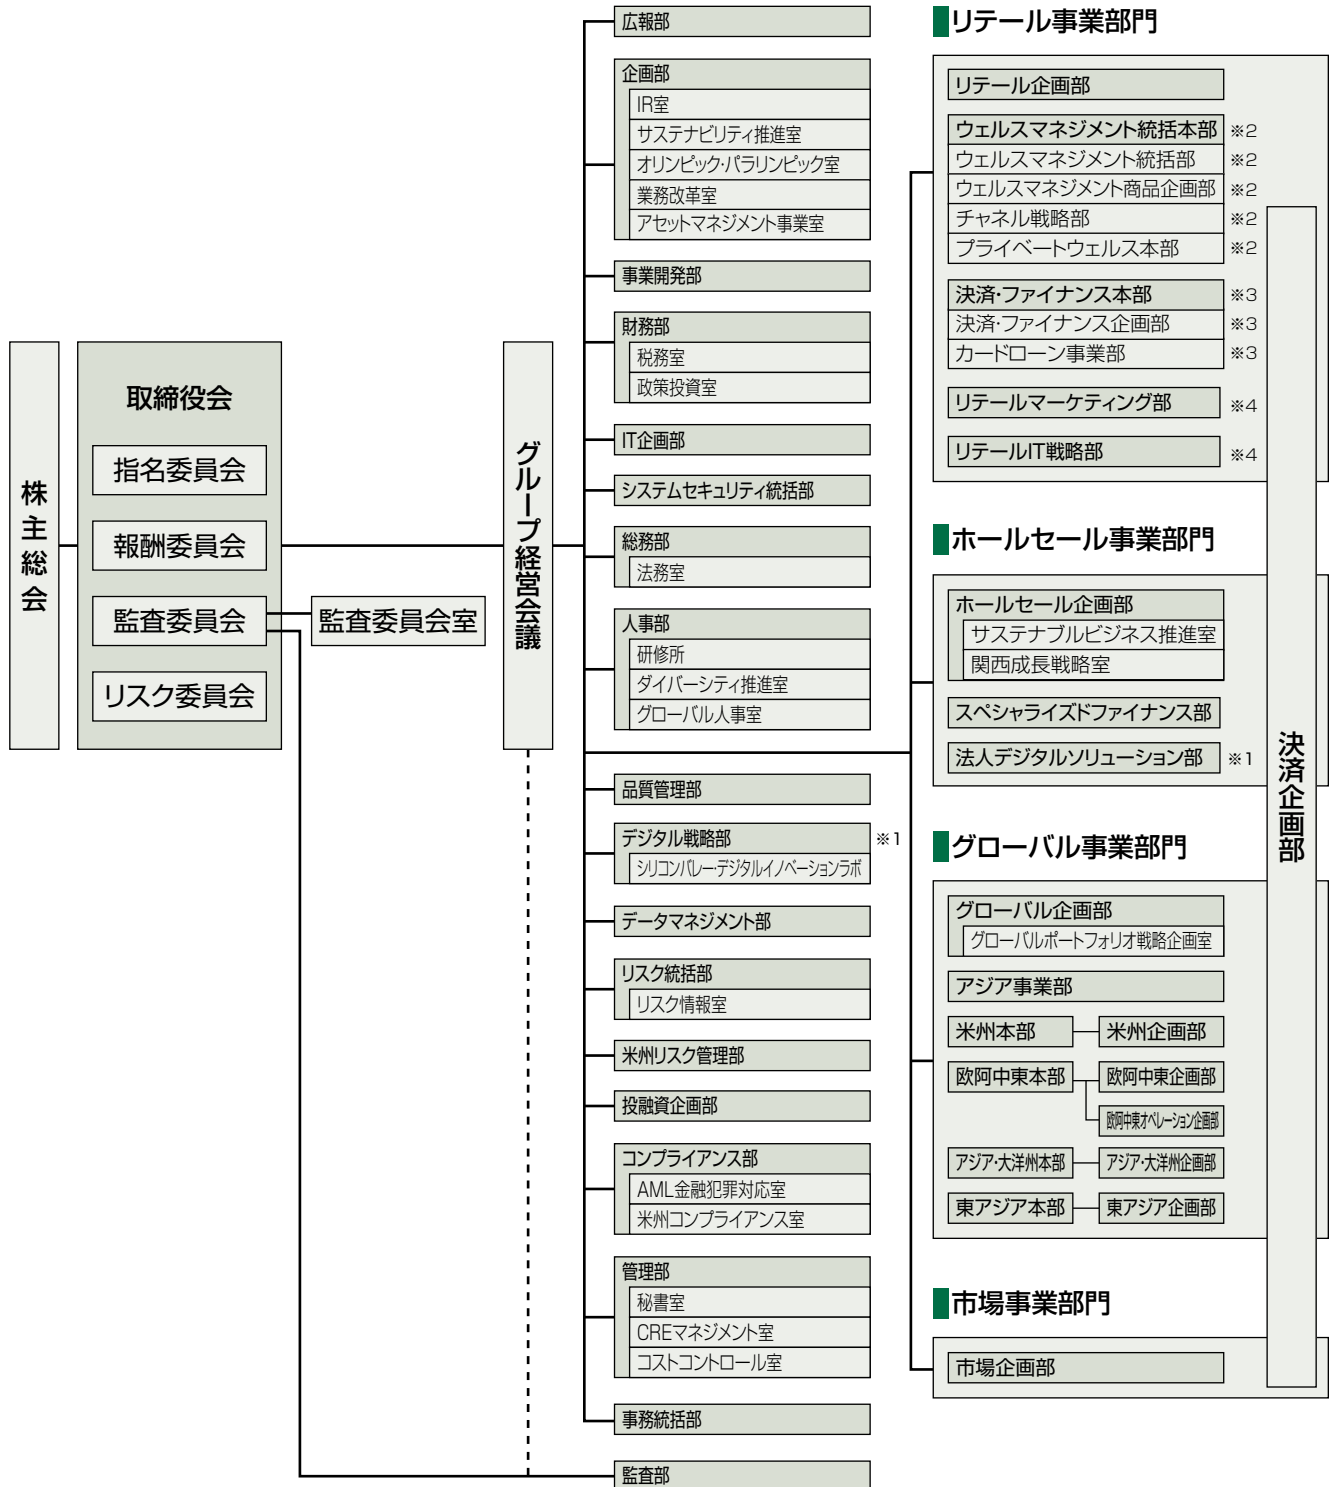 株主総会
取締役会
指名委員会
報酬委員会
監査委員会
リスク委員会
監査委員会室
グループ経営会議
広報部
企画部
IR室
サステナビリティ推進室
オリンピック・パラリンピック室
業務改革室
アセットマネジメント事業室
事業開発部
財務部
税務室
政策投資室
IT企画部
システムセキュリティ統括部
総務部
法務室
人事部
研修所
ダイバーシティ推進室
グローバル人事室
品質管理部
デジタル戦略部 ※1
シリコンバレー・デジタルイノベーションラボ
データマネジメント部
リスク統括部
リスク情報室
米州リスク管理部
投融資企画部
コンプライアンス部
AML金融犯罪対応室
米州コンプライアンス室
管理部
秘書室
CREマネジメント室
コストコントロール室
事務統括部
監査部
リテール事業部門
リテール企画部
ウェルスマネジメント統括本部 ※2
ウェルスマネジメント統括部 ※2
ウェルスマネジメント商品企画部 ※2
チャネル戦略部 ※2
プライベートウェルス本部 ※2
決済・ファイナンス本部 ※3
決済・ファイナンス企画部 ※3
カードローン事業部 ※3
リテールマーケティング部 ※4
リテールIT戦略部 ※4
ホールセール事業部門
ホールセール企画部
サステナブルビジネス推進室
関西成長戦略室
スペシャライズドファイナンス部
法人デジタルソリューション部 ※1
グローバル事業部門
グローバル企画部
グローバルポートフォリオ戦略企画室
アジア事業部
米州本部 米州企画部
欧阿中東本部 欧阿中東企画部
欧阿中東オペレーション企画部
アジア・大洋州本部 アジア・大洋州企画部
東アジア本部 東アジア企画部
市場事業部門
市場企画部
決済企画部